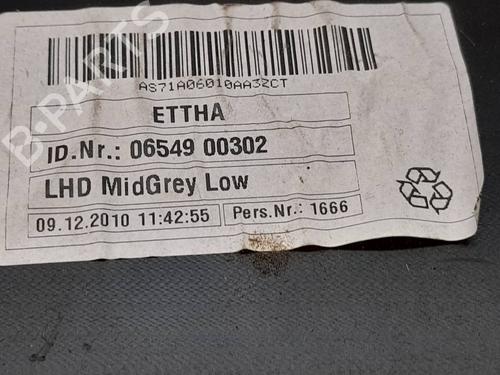 AS71A06010AA3ZCT
ETTHA
ID.Nr.: 06549 00302
LHD MidGrey Low
09.12.2010 11:42:55 Pers.Nr.: 1666
B-PARTS